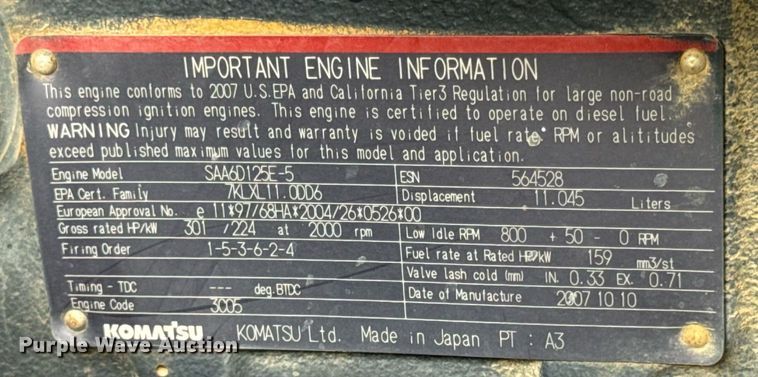 IMPORTANT ENGINE INFORMATION
This engine conforms to 2007 U.S.EPA and California Tier3 Regulation for large non-road
compression ignition engines. This engine is certified to operate on diesel fuel.
WARNING Injury may result and warranty is voided if fuel rate, RPM or alititudes
exceed published maximum values for this model and application.
Engine Model SAA6D125E-5 ESN 564528
EPA Cert. Family 7KLXL11.0DD6 Displacement 11.045 Liters
European Approval No. e 11*97/68HA*2004/26*0526*00
Gross rated HP/kW 301 / 224 at 2000 rpm Low Idle RPM 800 + 50 - 0 RPM
Firing Order 1-5-3-6-2-4 Fuel rate at Rated HP/kW 159 mm3/st
Valve lash cold (mm) IN. 0.33 EX. 0.71
Timing - TDC --- deg.BTDC Date of Manufacture 2007 10 10
Engine Code 3005
KOMATSU KOMATSU Ltd. Made in Japan PT : A3
Purple Wave Auction